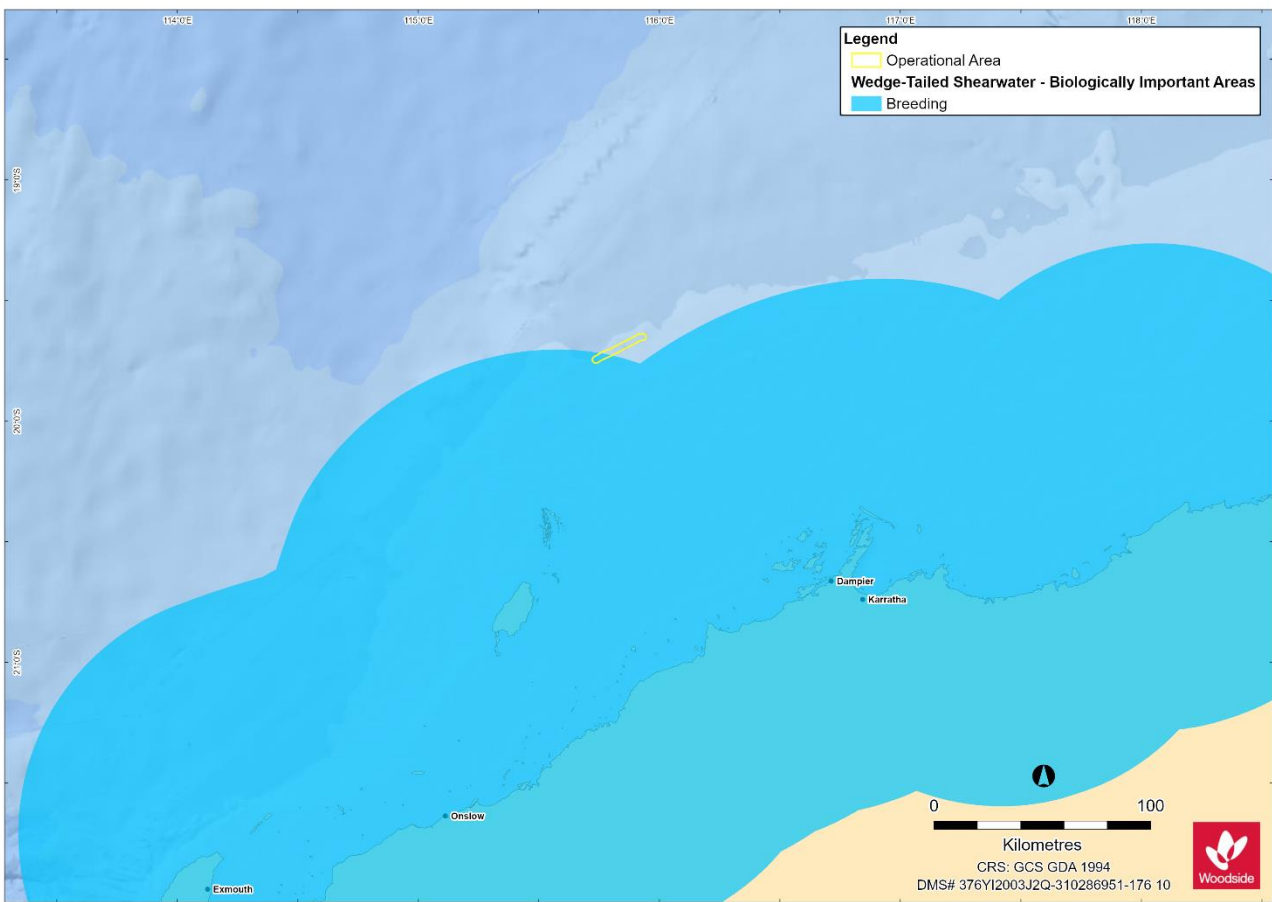 114°0'E
115°0'E
116°0'E
117°0'E
118°0'E
Legend
Operational Area
Wedge-Tailed Shearwater - Biologically Important Areas
Breeding
19°0'S
20°0'S
21°0'S
Dampier
Karratha
Onslow
Exmouth
0 100
Kilometres
CRS: GCS GDA 1994
DMS# 376YI2003J2Q-310286951-176 10
Woodside